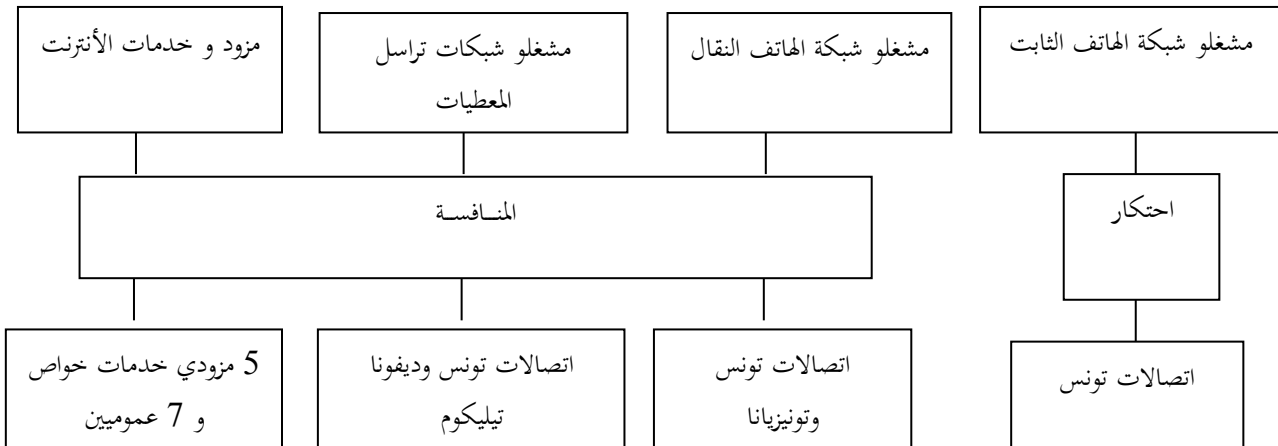 مشغلو شبكة الهاتف الثابت
مشغلو شبكة الهاتف النقال
مشغلو شبكات تراسل
المعطيات
مزود و خدمات الأنترنت
احتكار
المنــافســة
اتصالات تونس
اتصالات تونس
وتونيزيانا
اتصالات تونس وديفونا
تيليكوم
5 مزودي خدمات خواص
و 7 عموميين